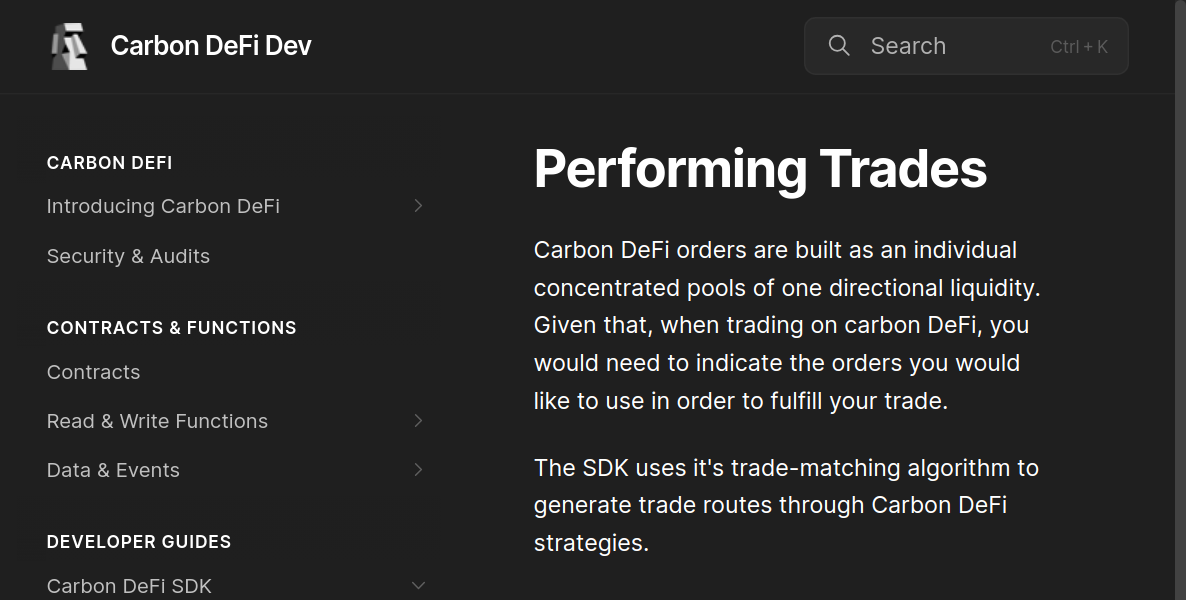 Carbon DeFi Dev
Search
Ctrl + K
CARBON DEFI
Introducing Carbon DeFi
Security & Audits
CONTRACTS & FUNCTIONS
Contracts
Read & Write Functions
Data & Events
DEVELOPER GUIDES
Carbon DeFi SDK
Performing Trades
Carbon DeFi orders are built as an individual
concentrated pools of one directional liquidity.
Given that, when trading on carbon DeFi, you
would need to indicate the orders you would
like to use in order to fulfill your trade.
The SDK uses it's trade-matching algorithm to
generate trade routes through Carbon DeFi
strategies.